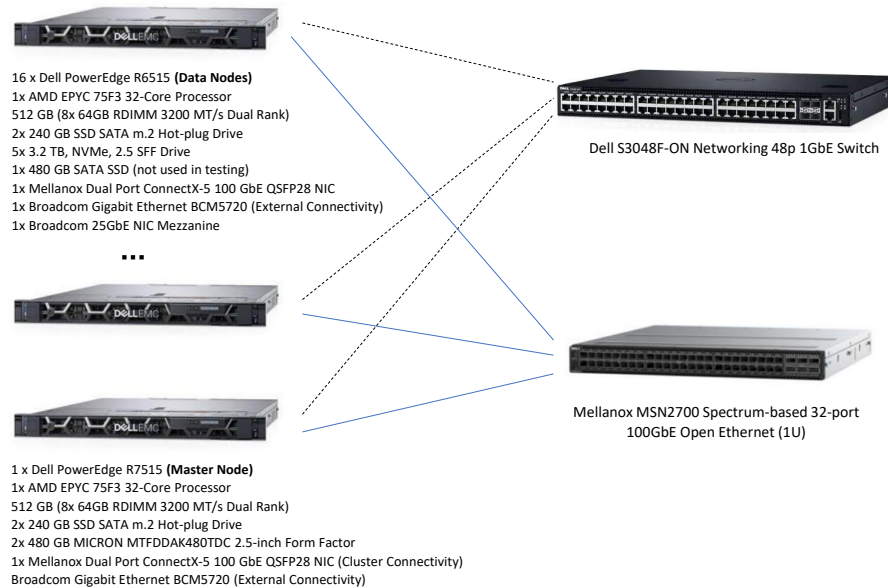 DELLEMC
16 x Dell PowerEdge R6515 (Data Nodes)
1x AMD EPYC 75F3 32-Core Processor
512 GB (8x 64GB RDIMM 3200 MT/s Dual Rank)
2x 240 GB SSD SATA m.2 Hot-plug Drive
5x 3.2 TB, NVMe, 2.5 SFF Drive
1x 480 GB SATA SSD (not used in testing)
1x Mellanox Dual Port ConnectX-5 100 GbE QSFP28 NIC
1x Broadcom Gigabit Ethernet BCM5720 (External Connectivity)
1x Broadcom 25GbE NIC Mezzanine
...
DELLEMC
DELLEMC
1 x Dell PowerEdge R7515 (Master Node)
1x AMD EPYC 75F3 32-Core Processor
512 GB (8x 64GB RDIMM 3200 MT/s Dual Rank)
2x 240 GB SSD SATA m.2 Hot-plug Drive
2x 480 GB MICRON MTFDDAK480TDC 2.5-inch Form Factor
1x Mellanox Dual Port ConnectX-5 100 GbE QSFP28 NIC (Cluster Connectivity)
Broadcom Gigabit Ethernet BCM5720 (External Connectivity)
Dell S3048F-ON Networking 48p 1GbE Switch
Mellanox MSN2700 Spectrum-based 32-port
100GbE Open Ethernet (1U)